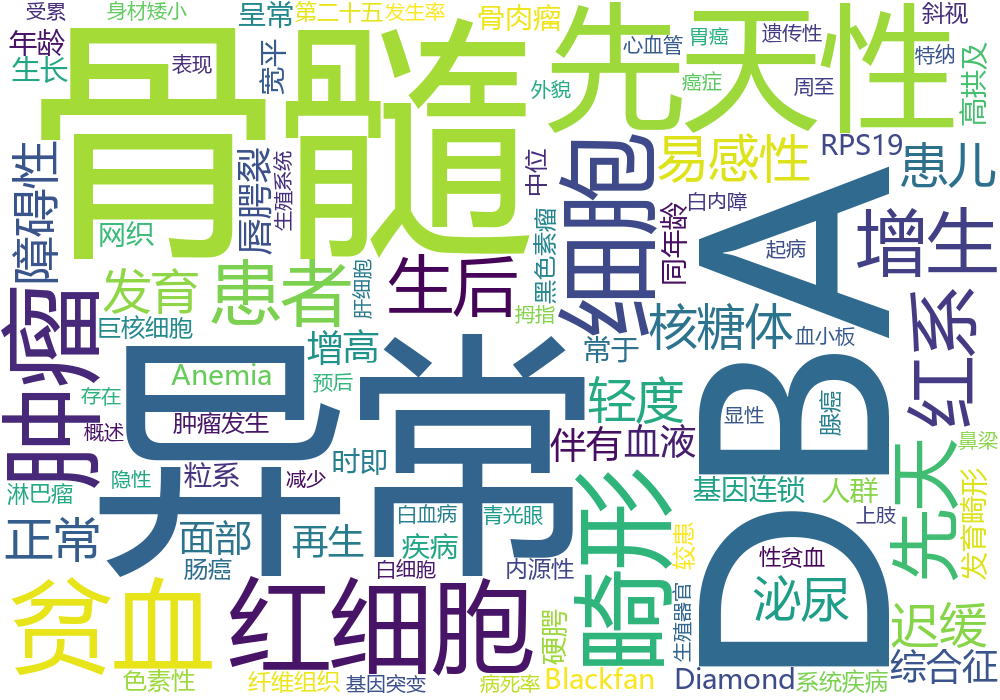 受累
身材矮小
呈常
第二十五
发生率
骨肉瘤
先天性
斜视
年龄
表现
宽平
心血管
胃癌
遗传性
特纳
生长
骨髓
外貌
癌症
周至
高拱及
障碍性
唇腭裂
生殖系统
中位
细胞
易感性
RPS19
患儿
网织
黑色素瘤
同年龄
白内障
增生
发育
患者
肝细胞
生后
起病
DBA
肿瘤
巨核细胞
增高
拇指
常于
核糖体
血小板
红系
存在
Anemia
预后
异常
轻度
显性
腺癌
概述
肿瘤发生
时即
伴有
血液
鼻梁
淋巴瘤
隐性
粒系
减少
畸形
基因连锁
人群
先天
发育畸形
正常
面部
再生
白血病
青光眼
上肢
肠癌
疾病
白细胞
内源性
较患
性贫血
贫血
红细胞
硬腭
生殖器官
泌尿
迟缓
综合征
色素性
纤维组织
基因突变
病死率
Blackfan
Diamond
系统疾病